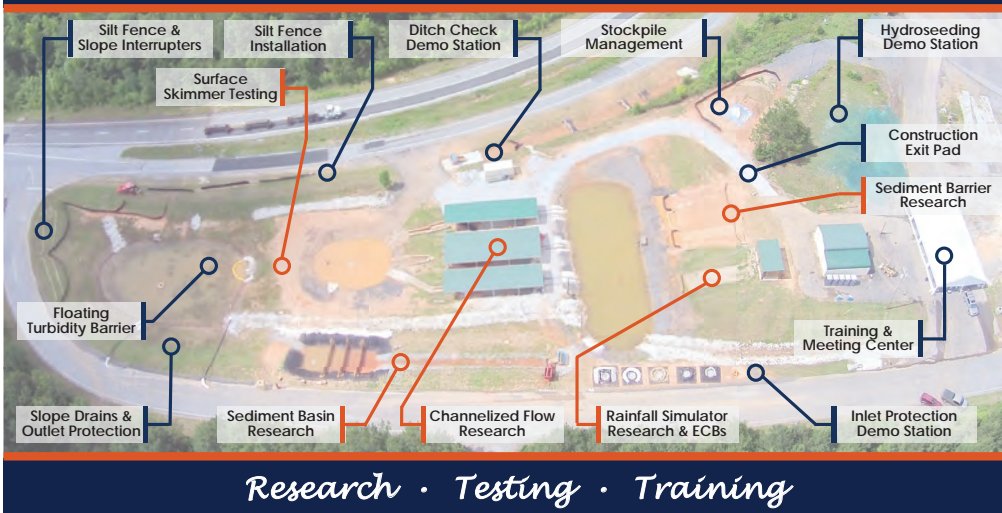 Silt Fence &
Slope Interrupters
Silt Fence
Installation
Ditch Check
Demo Station
Stockpile
Management
Hydroseeding
Demo Station
Surface
Skimmer Testing
Construction
Exit Pad
Sediment Barrier
Research
Floating
Turbidity Barrier
Training &
Meeting Center
Slope Drains &
Outlet Protection
Sediment Basin
Research
Channelized Flow
Research
Rainfall Simulator
Research & ECBs
Inlet Protection
Demo Station
Research · Testing · Training